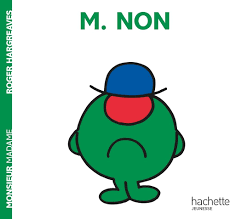 M. NON
ROGER HARGREAVES
MONSIEUR MADAME
hachette
JEUNESSE